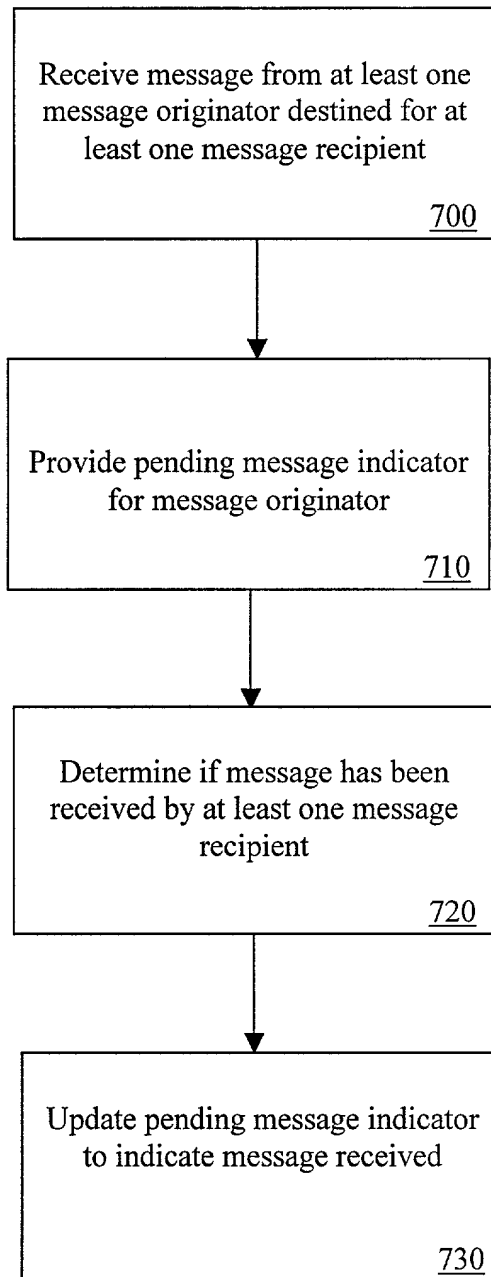 Receive message from at least one
message originator destined for at
least one message recipient
700
Provide pending message indicator
for message originator
710
Determine if message has been
received by at least one message
recipient
720
Update pending message indicator
to indicate message received
730